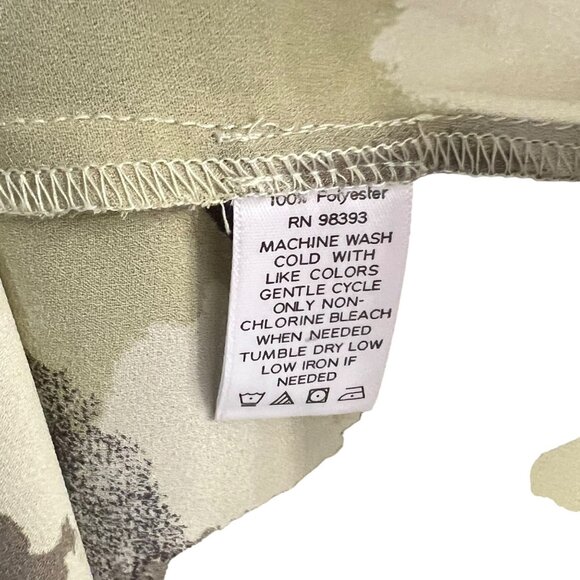 100% Polyester
RN 98393
MACHINE WASH
COLD WITH
LIKE COLORS
GENTLE CYCLE
ONLY NON-
CHLORINE BLEACH
WHEN NEEDED
TUMBLE DRY LOW
LOW IRON IF
NEEDED